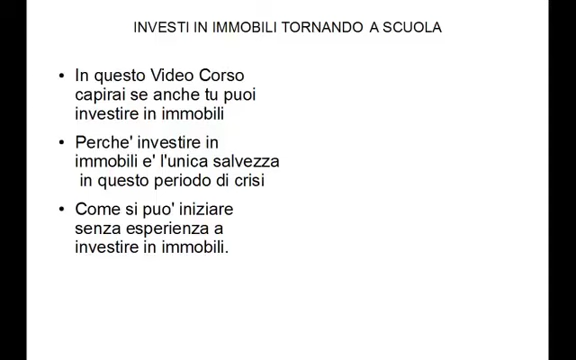 INVESTI IN IMMOBILI TORNANDO A SCUOLA
• In questo Video Corso
capirai se anche tu puoi
investire in immobili
• Perche' investire in
immobili e' l'unica salvezza
in questo periodo di crisi
• Come si puo' iniziare
senza esperienza a
investire in immobili.